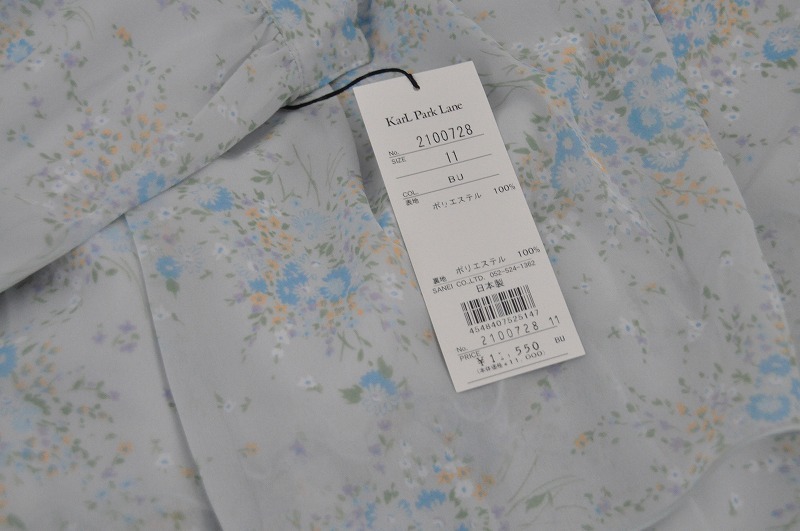 KarL Park Lane
No. 2100728
SIZE 11
COL. BU
表地 ポリエステル 100%
裏地 ポリエステル 100%
SANEI CO.,LTD. 052-524-1362
日本製
4548407525147
No. 2100728 11
PRICE BU
550